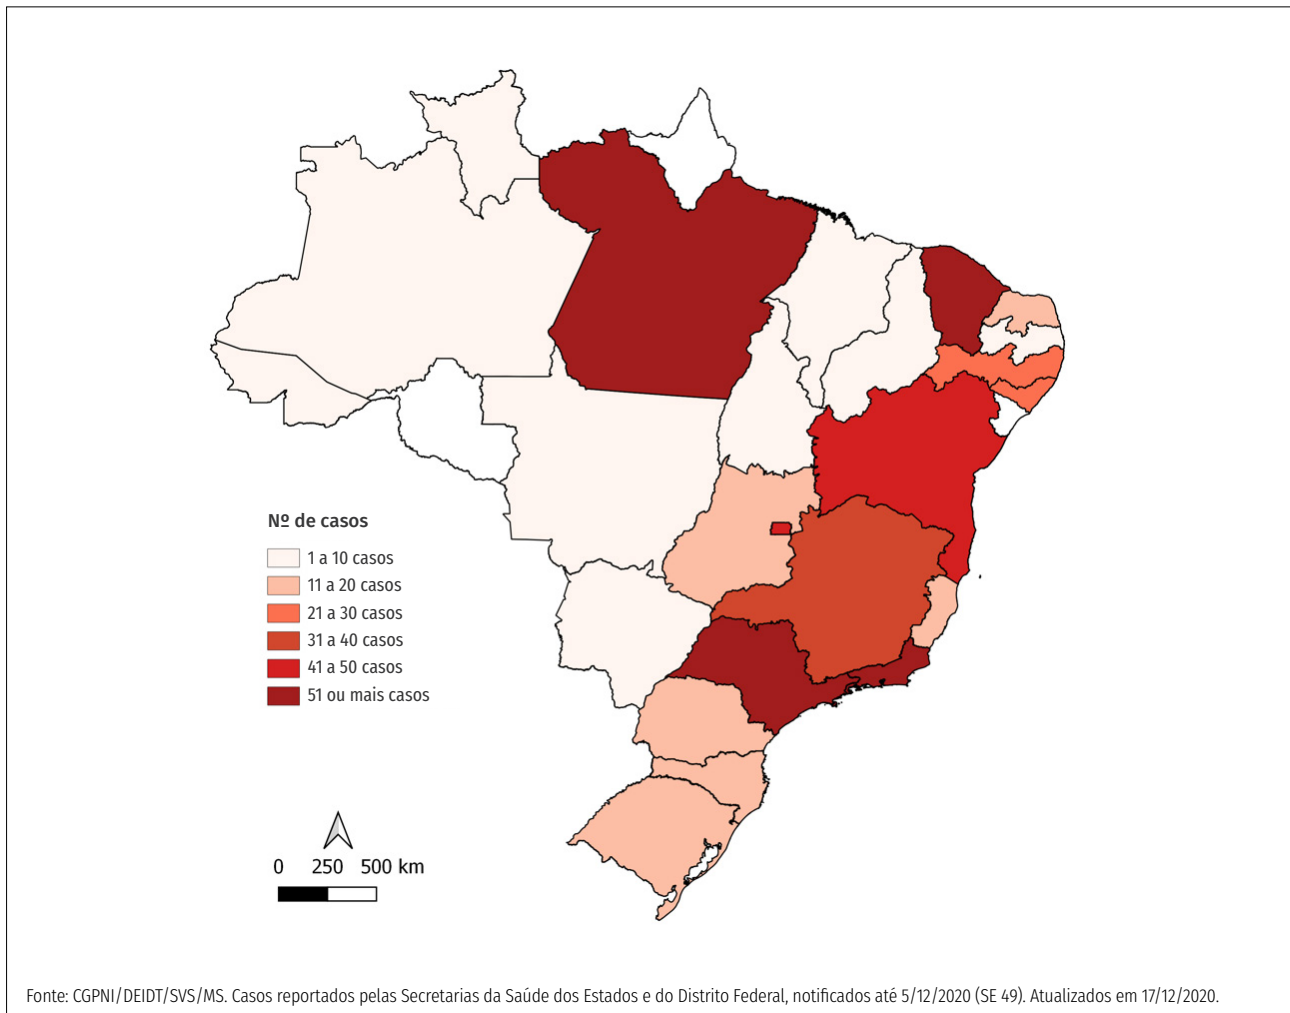 Nº de casos
1 a 10 casos
11 a 20 casos
21 a 30 casos
31 a 40 casos
41 a 50 casos
51 ou mais casos
0 250 500 km
Fonte: CGPNI/DEIDT/SVS/MS. Casos reportados pelas Secretarias da Saúde dos Estados e do Distrito Federal, notificados até 5/12/2020 (SE 49). Atualizados em 17/12/2020.